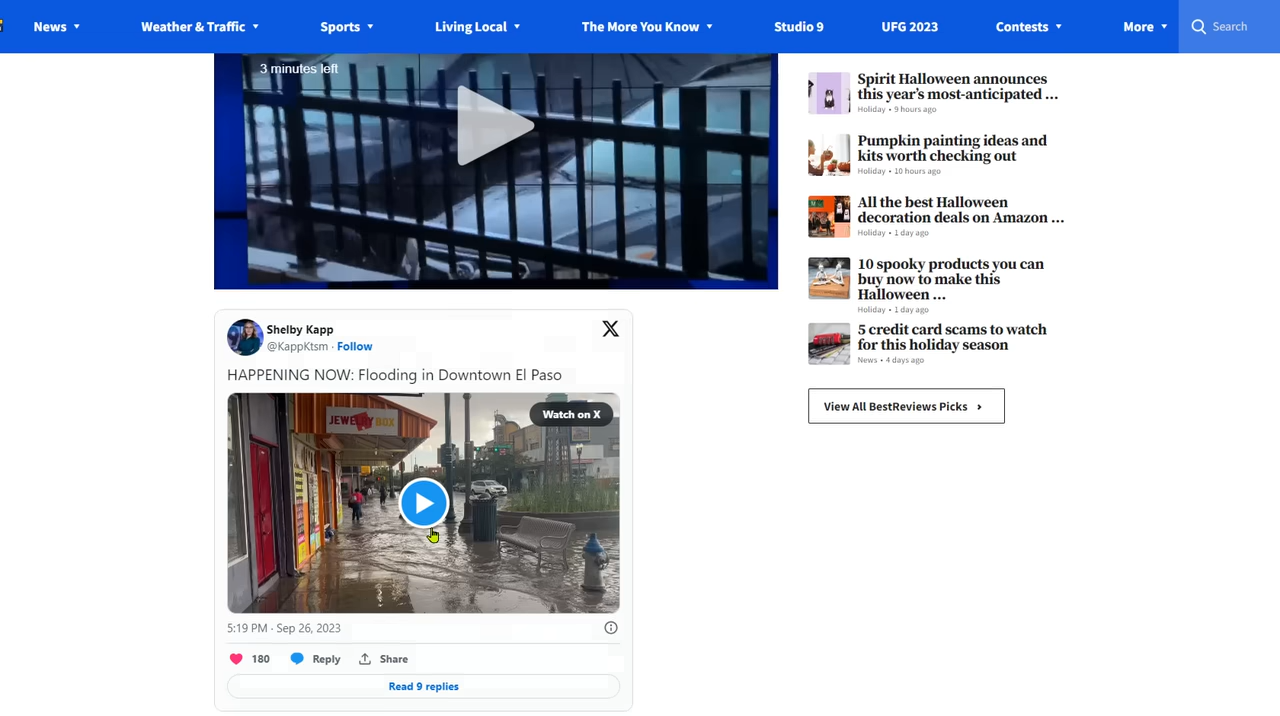 News
Weather & Traffic
Sports
Living Local
The More You Know
Studio 9
UFG 2023
Contests
More
Search
3 minutes left
Spirit Halloween announces
this year's most-anticipated ...
Holiday • 9 hours ago
Pumpkin painting ideas and
kits worth checking out
Holiday • 10 hours ago
All the best Halloween
decoration deals on Amazon ...
Holiday • 1 day ago
10 spooky products you can
buy now to make this
Halloween ...
Holiday • 1 day ago
5 credit card scams to watch
for this holiday season
News • 4 days ago
View All BestReviews Picks ›
Shelby Kapp
@KappKtsm · Follow
HAPPENING NOW: Flooding in Downtown El Paso
Watch on X
JEWELRY BOX
5:19 PM · Sep 26, 2023
180
Reply
Share
Read 9 replies